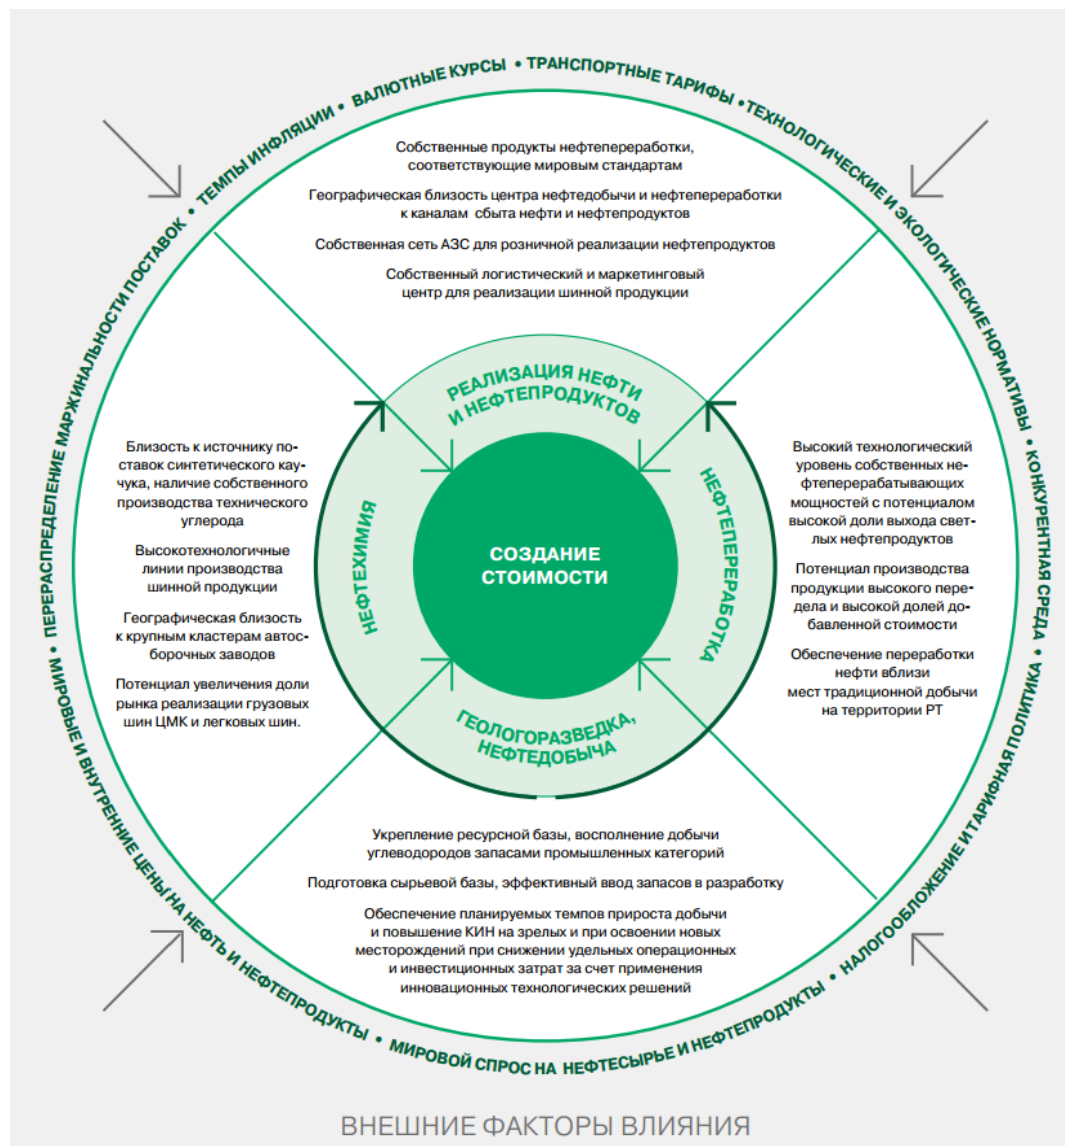 ТЕМПЫ ИНФЛЯЦИИ • ВАЛЮТНЫЕ КУРСЫ • ТРАНСПОРТНЫЕ ТАРИФЫ • ТЕХНОЛОГИЧЕСКИЕ И ЭКОЛОГИЧЕСКИЕ НОРМАТИВЫ • КОНКУРЕНТНАЯ СРЕДА • НАЛОГООБЛОЖЕНИЕ И ТАРИФНАЯ ПОЛИТИКА • МИРОВОЙ СПРОС НА НЕФТЕСЫРЬЕ И НЕФТЕПРОДУКТЫ • МИРОВЫЕ И ВНУТРЕННИЕ ЦЕНЫ НА НЕФТЬ И НЕФТЕПРОДУКТЫ • ПЕРЕРАСПРЕДЕЛЕНИЕ МАРЖИНАЛЬНОСТИ ПОСТАВОК •
Собственные продукты нефтепереработки,
соответствующие мировым стандартам
Географическая близость центра нефтедобычи и нефтепереработки
к каналам сбыта нефти и нефтепродуктов
Собственная сеть АЗС для розничной реализации нефтепродуктов
Собственный логистический и маркетинговый
центр для реализации шинной продукции
РЕАЛИЗАЦИЯ НЕФТИ
И НЕФТЕПРОДУКТОВ
Близость к источнику по-
ставок синтетического кау-
чука, наличие собственного
производства технического
углерода
Высокотехнологичные
линии производства
шинной продукции
Географическая близость
к крупным кластерам автос-
борочных заводов
Потенциал увеличения доли
рынка реализации грузовых
шин ЦМК и легковых шин.
НЕФТЕХИМИЯ
СОЗДАНИЕ
СТОИМОСТИ
НЕФТЕПЕРЕРАБОТКА
Высокий технологический
уровень собственных не-
фтеперерабатывающих
мощностей с потенциалом
высокой доли выхода свет-
лых нефтепродуктов
Потенциал производства
продукции высокого пере-
дела и высокой долей до-
бавленной стоимости
Обеспечение переработки
нефти вблизи
мест традиционной добычи
на территории РТ
ГЕОЛОГОРАЗВЕДКА,
НЕФТЕДОБЫЧА
Укрепление ресурсной базы, восполнение добычи
углеводородов запасами промышленных категорий
Подготовка сырьевой базы, эффективный ввод запасов в разработку
Обеспечение планируемых темпов прироста добычи
и повышение КИН на зрелых и при освоении новых
месторождений при снижении удельных операционных
и инвестиционных затрат за счет применения
инновационных технологических решений
ВНЕШНИЕ ФАКТОРЫ ВЛИЯНИЯ